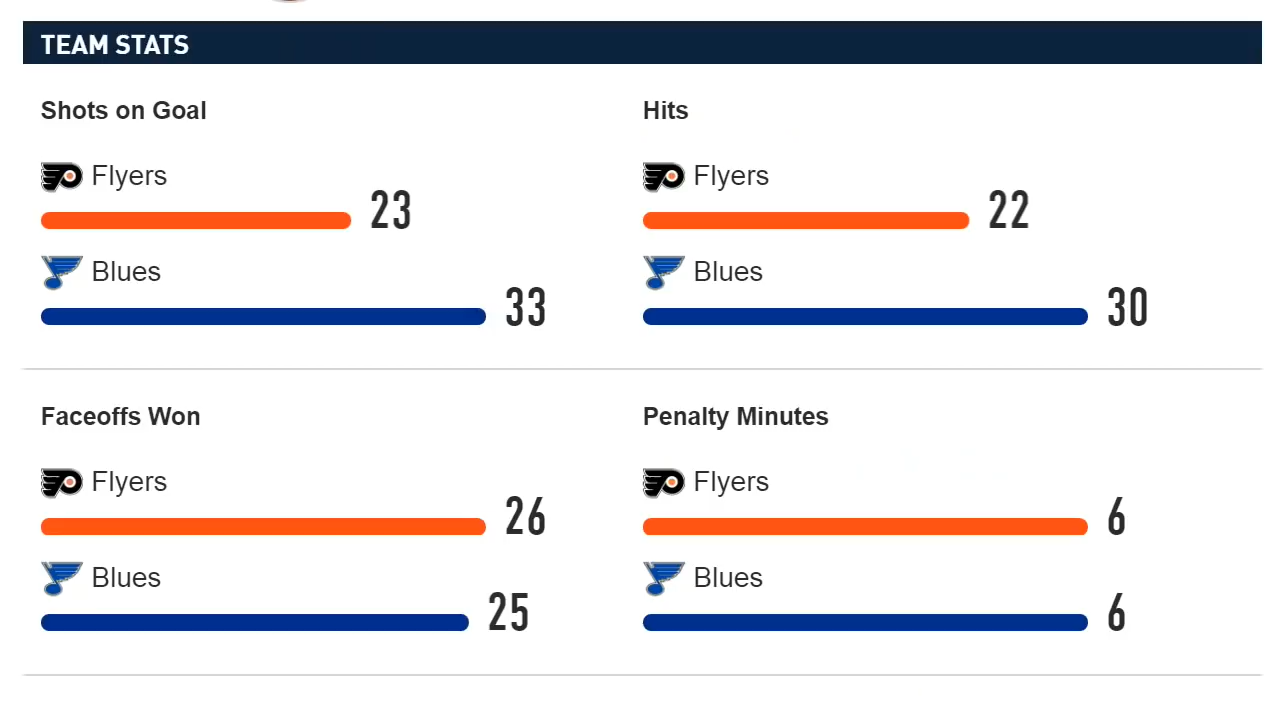 TEAM STATS
Shots on Goal
Flyers
23
Blues
33
Hits
Flyers
22
Blues
30
Faceoffs Won
Flyers
26
Blues
25
Penalty Minutes
Flyers
6
Blues
6